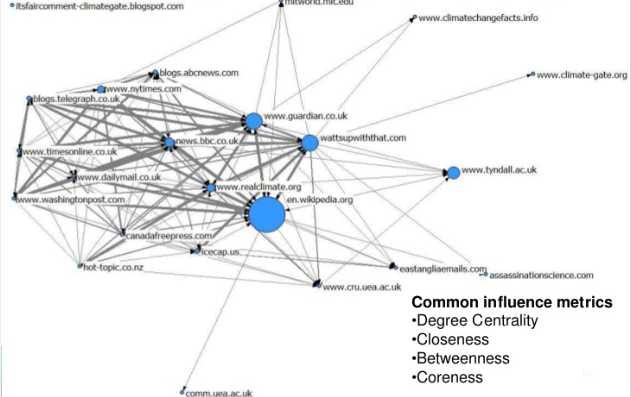 itsfaircomment-climategate.blogspot.com
mitworld.mit.edu
www.climatechangefacts.info
blogs.abcnews.com
www.climate-gate.org
www.nytimes.com
blogs.telegraph.co.uk
www.guardian.co.uk
news.bbc.co.uk
wattsupwiththat.com
www.timesonline.co.uk
www.tyndall.ac.uk
www.dailymail.co.uk
www.realclimate.org
www.washingtonpost.com
en.wikipedia.org
canadafreepress.com
icecap.us
hot-topic.co.nz
eastangliaemails.com
assassinationscience.com
www.cru.uea.ac.uk
Common influence metrics
•Degree Centrality
•Closeness
•Betweenness
•Coreness
comm.uea.ac.uk